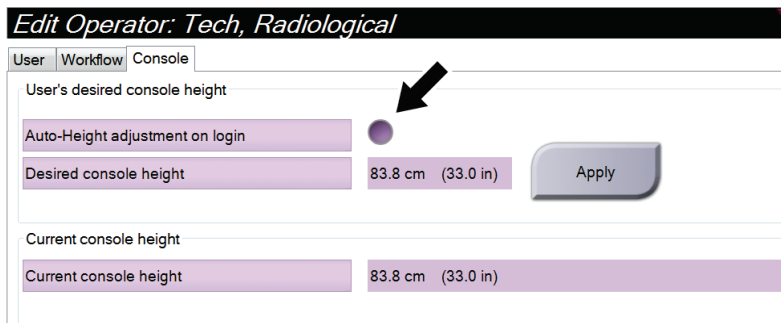 Edit Operator: Tech, Radiological
User Workflow Console
User's desired console height
Auto-Height adjustment on login
Desired console height 83.8 cm (33.0 in) Apply
Current console height
Current console height 83.8 cm (33.0 in)